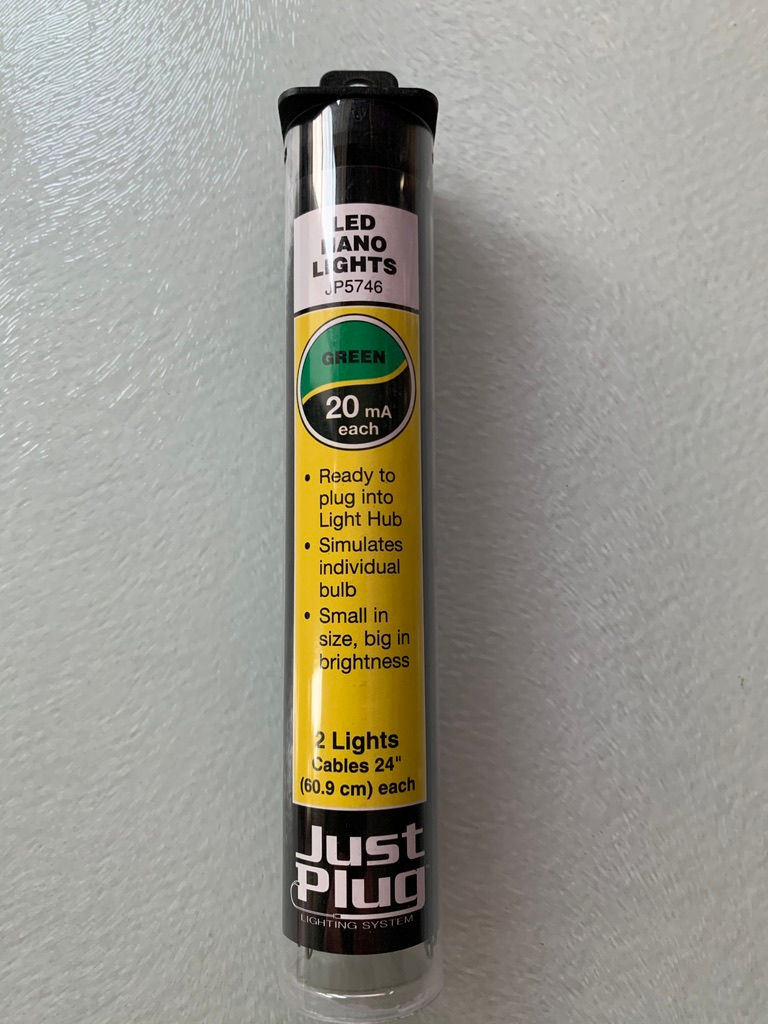 LED
NANO
LIGHTS
JP5746
GREEN
20 mA
each
• Ready to
plug into
Light Hub
• Simulates
individual
bulb
• Small in
size, big in
brightness
2 Lights
Cables 24"
(60.9 cm) each
Just
Plug
LIGHTING SYSTEM